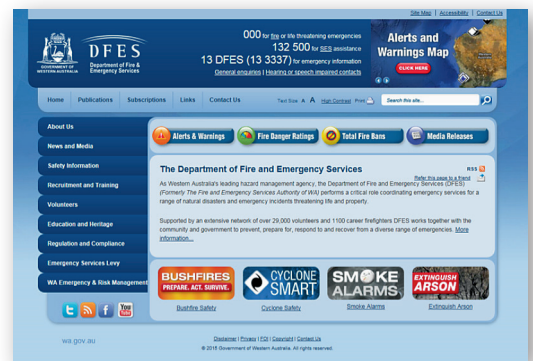 Site Map | Accessibility | Contact Us
GOVERNMENT OF
WESTERN AUSTRALIA
DFES
Department of Fire &
Emergency Services
000 for fire or life threatening emergencies
132 500 for SES assistance
13 DFES (13 3337) for emergency information
General enquiries | Hearing or speech impaired contacts
Alerts and
Warnings Map
CLICK HERE
Home Publications Subscriptions Links Contact Us
Text Size A A High Contrast Print
Search this site...
About Us
News and Media
Safety Information
Recruitment and Training
Volunteers
Education and Heritage
Regulation and Compliance
Emergency Services Levy
WA Emergency & Risk Management
Alerts & Warnings
Fire Danger Ratings
Total Fire Bans
Media Releases
The Department of Fire and Emergency Services
RSS
Refer this page to a friend
As Western Australia's leading hazard management agency, the Department of Fire and Emergency Services (DFES)
(Formerly The Fire and Emergency Services Authority of WA) performs a critical role coordinating emergency services for a
range of natural disasters and emergency incidents threatening life and property.
Supported by an extensive network of over 29,000 volunteers and 1100 career firefighters DFES works together with the
community and government to prevent, prepare for, respond to and recover from a diverse range of emergencies. More
information...
BUSHFIRES
PREPARE. ACT. SURVIVE.
CYCLONE
SMART
SMOKE
ALARMS
EXTINGUISH
ARSON
Bushfire Safety
Cyclone Safety
Smoke Alarms
Extinguish Arson
You
Tube
wa.gov.au
Disclaimer | Privacy | FOI | Copyright | Contact Us
© 2015 Government of Western Australia. All rights reserved.